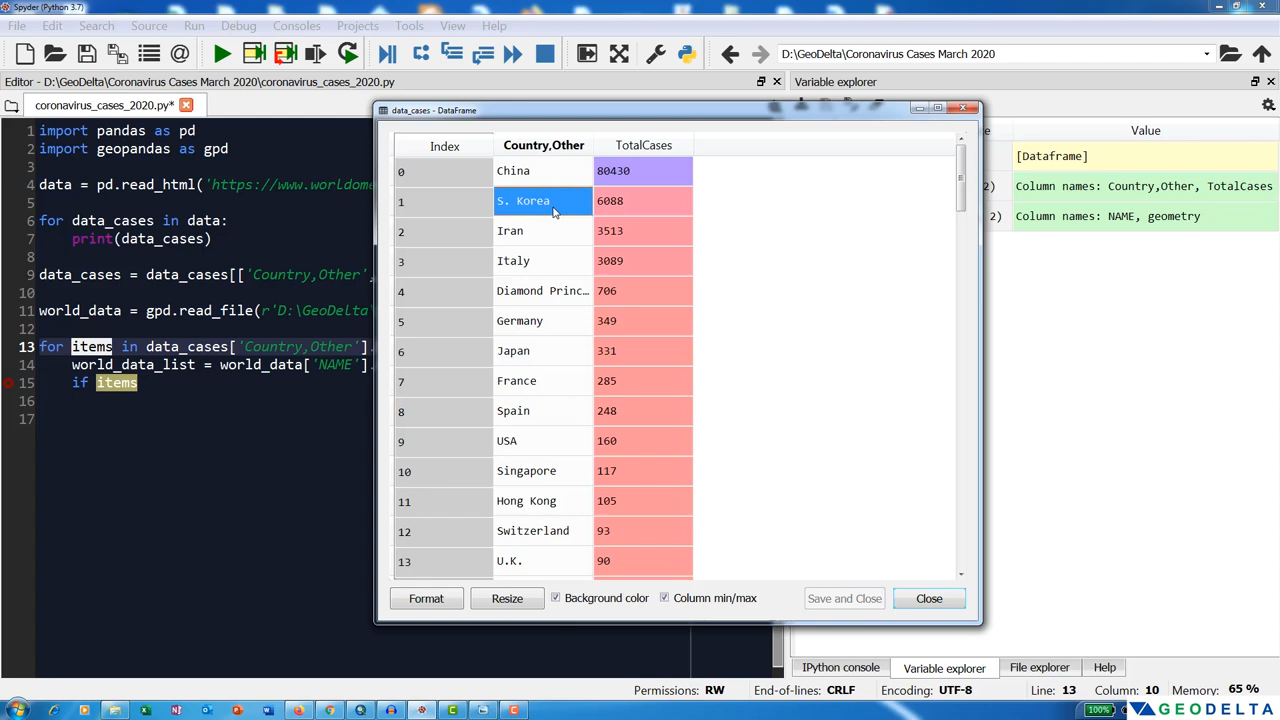 Spyder (Python 3.7)
File Edit Search Source Run Debug Consoles Projects Tools View Help
D:\GeoDelta\Coronavirus Cases March 2020
Editor - D:\GeoDelta\Coronavirus Cases March 2020\coronavirus_cases_2020.py
Variable explorer
coronavirus_cases_2020.py*
data_cases - DataFrame
1 import pandas as pd
2 import geopandas as gpd
3
4 data = pd.read_html('https://www.worldome
5
6 for data_cases in data:
7 print(data_cases)
8
9 data_cases = data_cases[['Country,Other',
10
11 world_data = gpd.read_file(r'D:\GeoDelta\
12
13 for items in data_cases['Country,Other'].
14 world_data_list = world_data['NAME'].
15 if items
16
17
Index Country,Other TotalCases
0 China 80430
1 S. Korea 6088
2 Iran 3513
3 Italy 3089
4 Diamond Princ… 706
5 Germany 349
6 Japan 331
7 France 285
8 Spain 248
9 USA 160
10 Singapore 117
11 Hong Kong 105
12 Switzerland 93
13 U.K. 90
Format Resize Background color Column min/max Save and Close Close
e Value
[Dataframe]
2) Column names: Country,Other, TotalCases
2) Column names: NAME, geometry
IPython console Variable explorer File explorer Help
Permissions: RW End-of-lines: CRLF Encoding: UTF-8 Line: 13 Column: 10 Memory: 65 %
100% GEODELTA